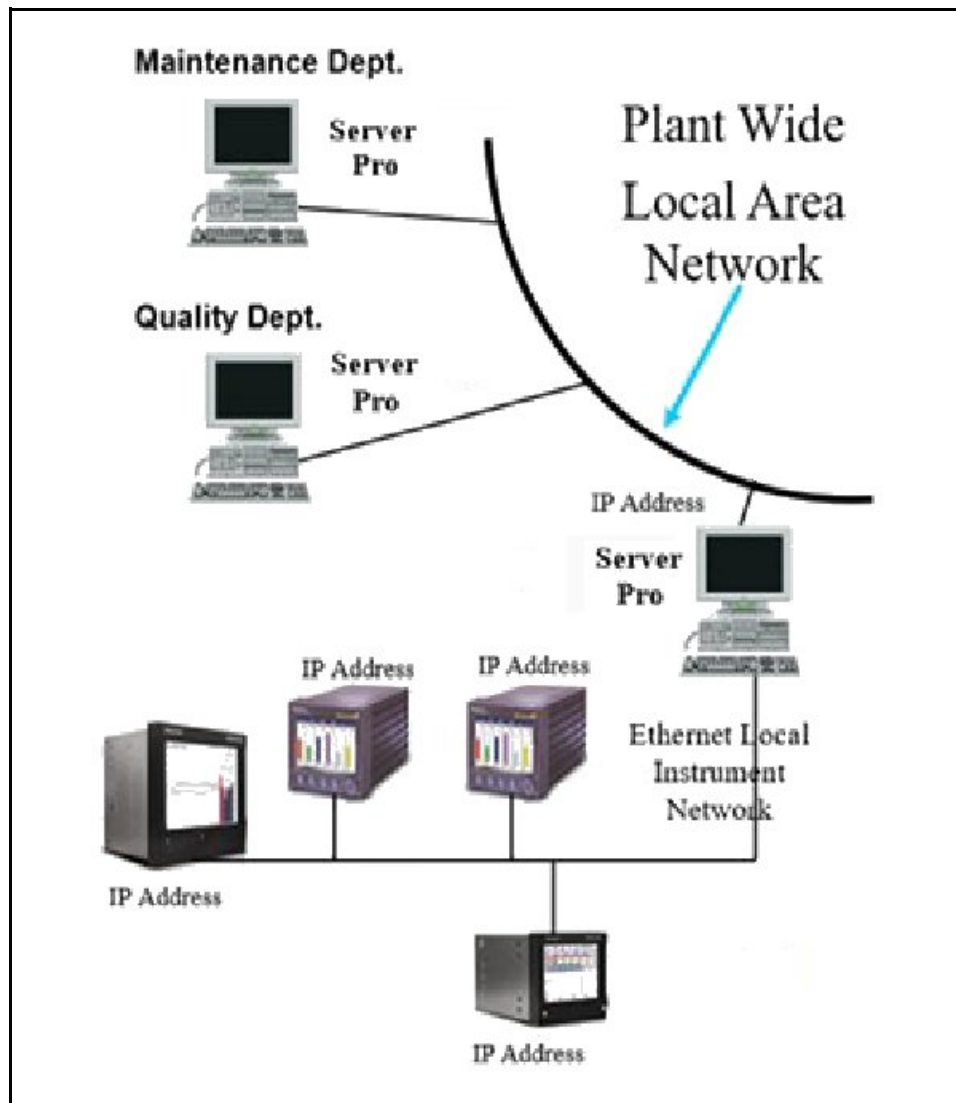 Maintenance Dept.
Server
Pro
Plant Wide
Local Area
Network
Quality Dept.
Server
Pro
IP Address
Server
Pro
IP Address
IP Address
Ethernet Local
Instrument
Network
IP Address
IP Address